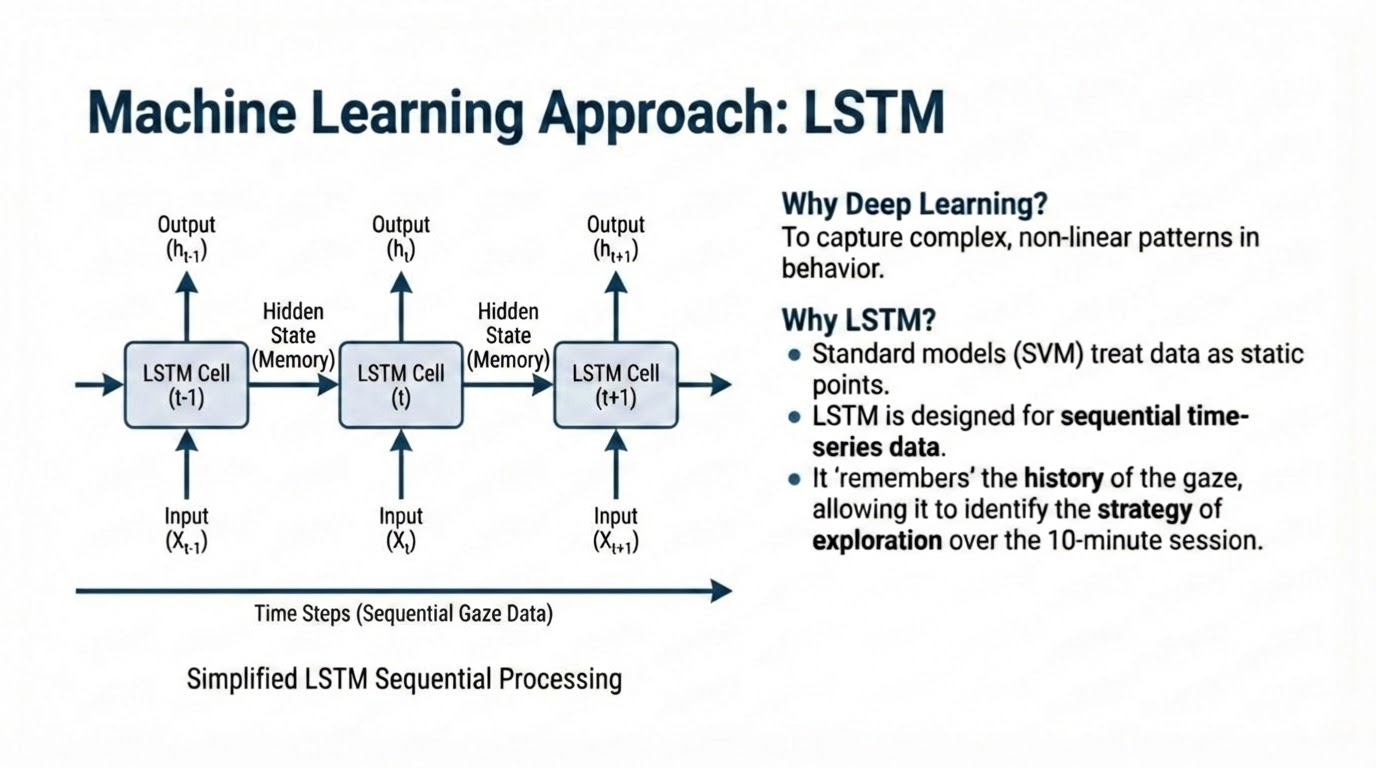 Machine Learning Approach: LSTM
Output
(h_{t-1})
Output
(h_t)
Output
(h_{t+1})
Hidden
State
(Memory)
Hidden
State
(Memory)
LSTM Cell
(t-1)
LSTM Cell
(t)
LSTM Cell
(t+1)
Input
(X_{t-1})
Input
(X_t)
Input
(X_{t+1})
Time Steps (Sequential Gaze Data)
Simplified LSTM Sequential Processing
Why Deep Learning?
To capture complex, non-linear patterns in
behavior.
Why LSTM?
• Standard models (SVM) treat data as static
points.
• LSTM is designed for sequential time-
series data.
• It ‘remembers’ the history of the gaze,
allowing it to identify the strategy of
exploration over the 10-minute session.